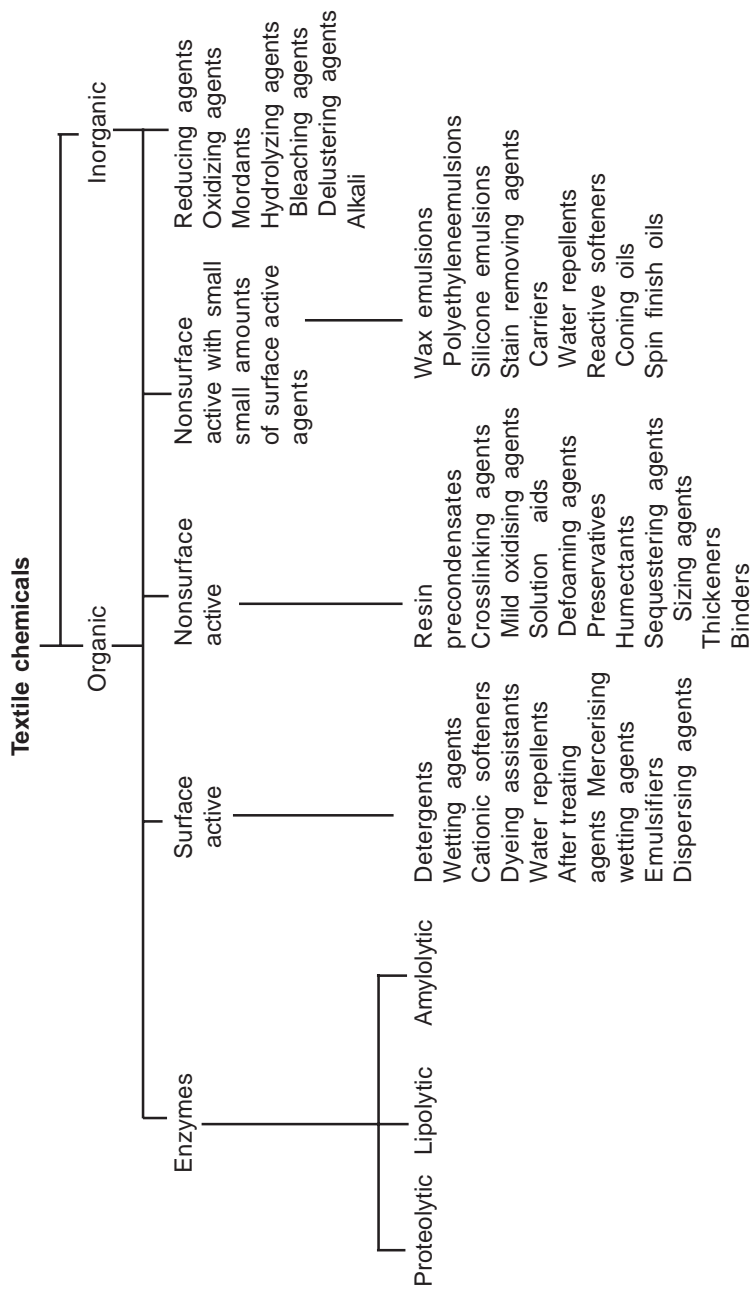 Textile chemicals
Organic
Inorganic
Enzymes
Proteolytic
Lipolytic
Amylolytic
Surface
active
Detergents
Wetting agents
Cationic softeners
Dyeing assistants
Water repellents
After treating
agents Mercerising
wetting agents
Emulsifiers
Dispersing agents
Nonsurface
active
Resin
precondensates
Crosslinking agents
Mild oxidising agents
Solution aids
Defoaming agents
Preservatives
Humectants
Sequestering agents
Sizing agents
Thickeners
Binders
Nonsurface
active with small
small amounts
of surface active
agents
Wax emulsions
Polyethyleneemulsions
Silicone emulsions
Stain removing agents
Carriers
Water repellents
Reactive softeners
Coning oils
Spin finish oils
Reducing agents
Oxidizing agents
Mordants
Hydrolyzing agents
Bleaching agents
Delustering agents
Alkali